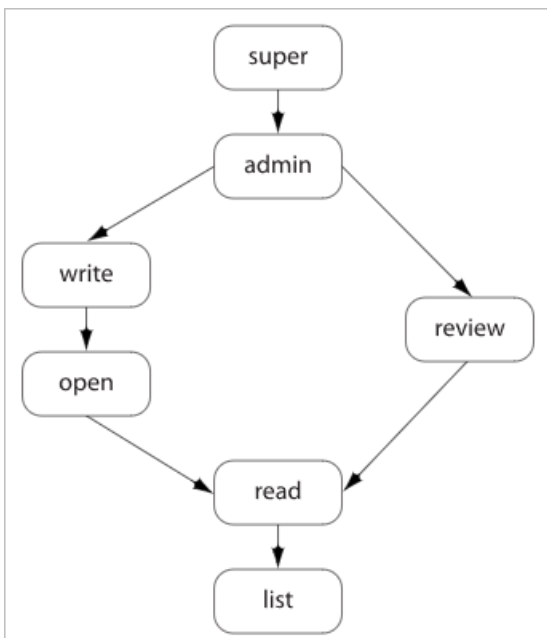 super
admin
write
review
open
read
list